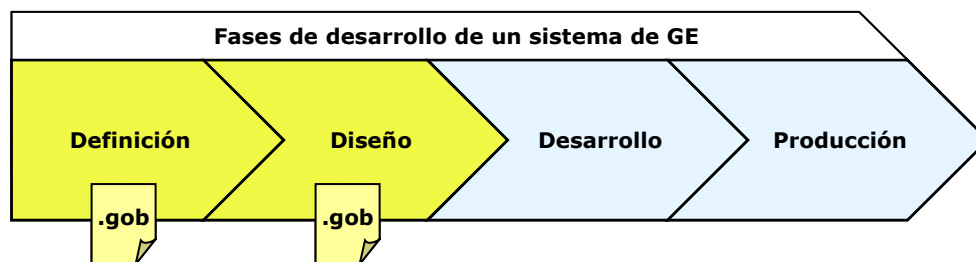 Fases de desarrollo de un sistema de GE
Definición
Diseño
Desarrollo
Producción
.gob
.gob